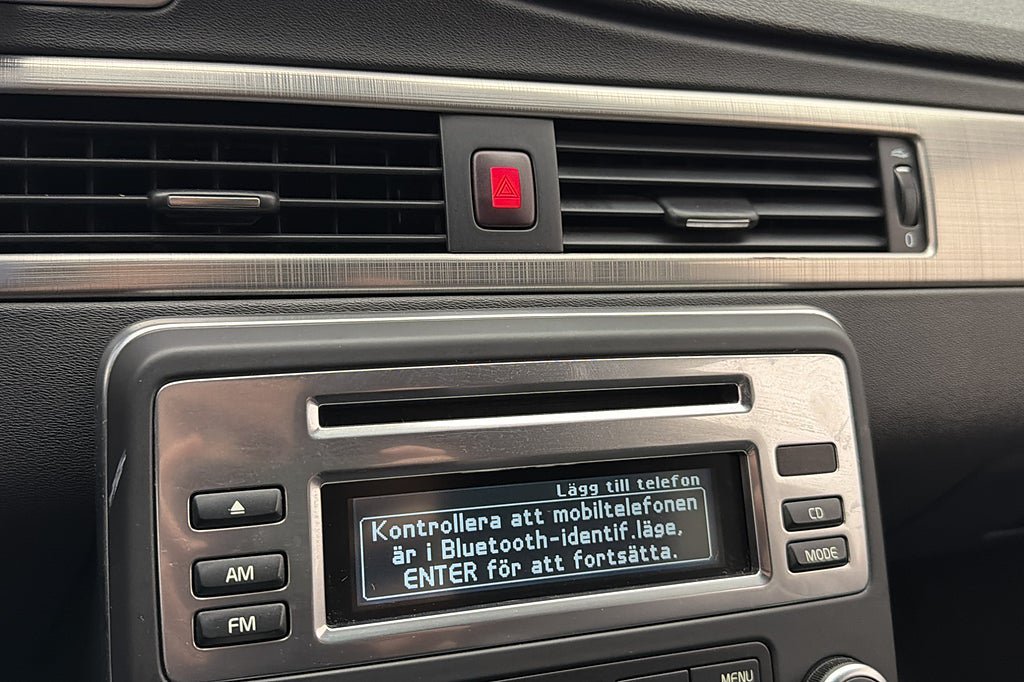 0
Lägg till telefon
Kontrollera att mobiltelefonen
är i Bluetooth-identif.läge.
ENTER för att fortsätta.
CD
MODE
AM
FM
MENU